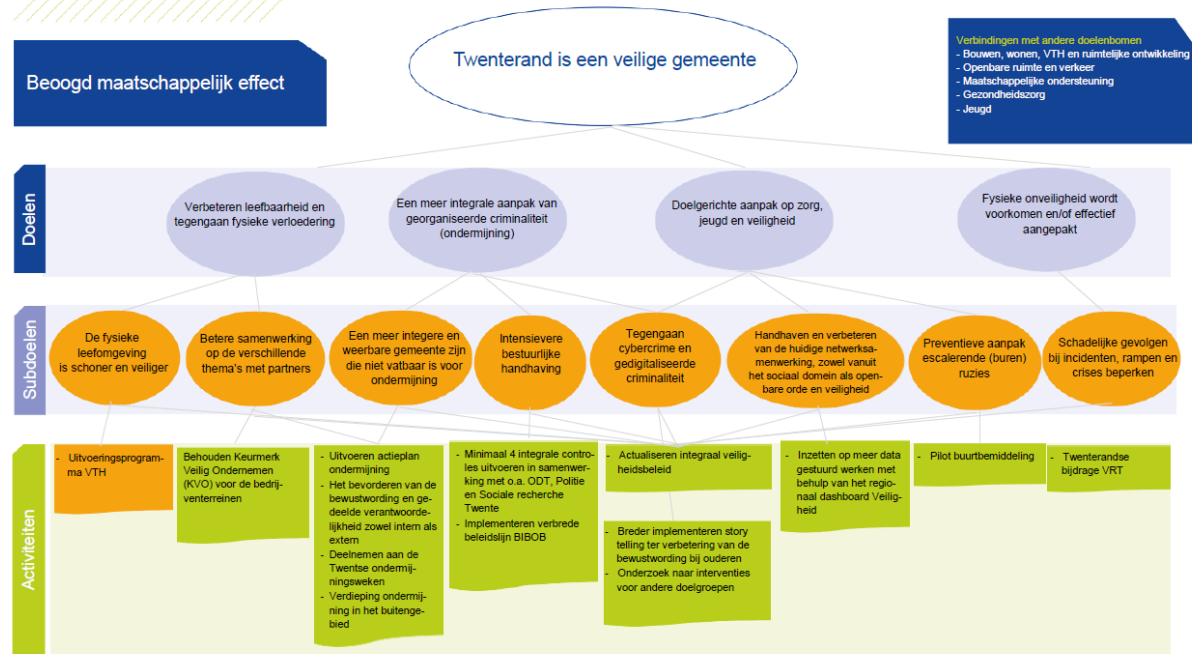 Beoogd maatschappelijk effect
Twenterand is een veilige gemeente
Verbindingen met andere doelenbomen
- Bouwen, wonen, VTH en ruimtelijke ontwikkeling
- Openbare ruimte en verkeer
- Maatschappelijke ondersteuning
- Gezondheidszorg
- Jeugd
Doelen
Verbeteren leefbaarheid en
tegengaan fysieke verloedering
Een meer integrale aanpak van
georganiseerde criminaliteit
(ondermijning)
Doelgerichte aanpak op zorg,
jeugd en veiligheid
Fysieke onveiligheid wordt
voorkomen en/of effectief
aangepakt
Subdoelen
De fysieke
leefomgeving
is schoner en veiliger
Betere samenwerking
op de verschillende
thema's met partners
Een meer integere en
weerbare gemeente zijn
die niet vatbaar is voor
ondermijning
Intensievere
bestuurlijke
handhaving
Tegengaan
cybercrime en
gedigitaliseerde
criminaliteit
Handhaven en verbeteren
van de huidige netwerksa-
menwerking, zowel vanuit
het sociaal domein als open-
bare orde en veiligheid
Preventieve aanpak
escalerende (buren)
ruzies
Schadelijke gevolgen
bij incidenten, rampen en
crises beperken
Activiteiten
- Uitvoeringsprogram-
ma VTH
Behouden Keurmerk
Veilig Ondernemen
(KVO) voor de bedrij-
venterreinen
- Uitvoeren actieplan
ondermijning
- Het bevorderen van de
bewustwording en ge-
deelde verantwoorde-
lijkheid zowel intern als
extern
- Deelnemen aan de
Twentse ondermij-
ningsweken
- Verdieping ondermij-
ning in het buitenge-
bied
- Minimaal 4 integrale contro-
les uitvoeren in samenwer-
king met o.a. ODT, Politie
en Sociale recherche
Twente
- Implementeren verbrede
beleidslijn BIBOB
- Actualiseren integraal veilig-
heidsbeleid
- Breder implementeren story
telling ter verbetering van de
bewustwording bij ouderen
- Onderzoek naar interventies
voor andere doelgroepen
- Inzetten op meer data
gestuurd werken met
behulp van het regio-
naal dashboard Veilig-
heid
- Pilot buurtbemiddeling
- Twenterandse
bijdrage VRT